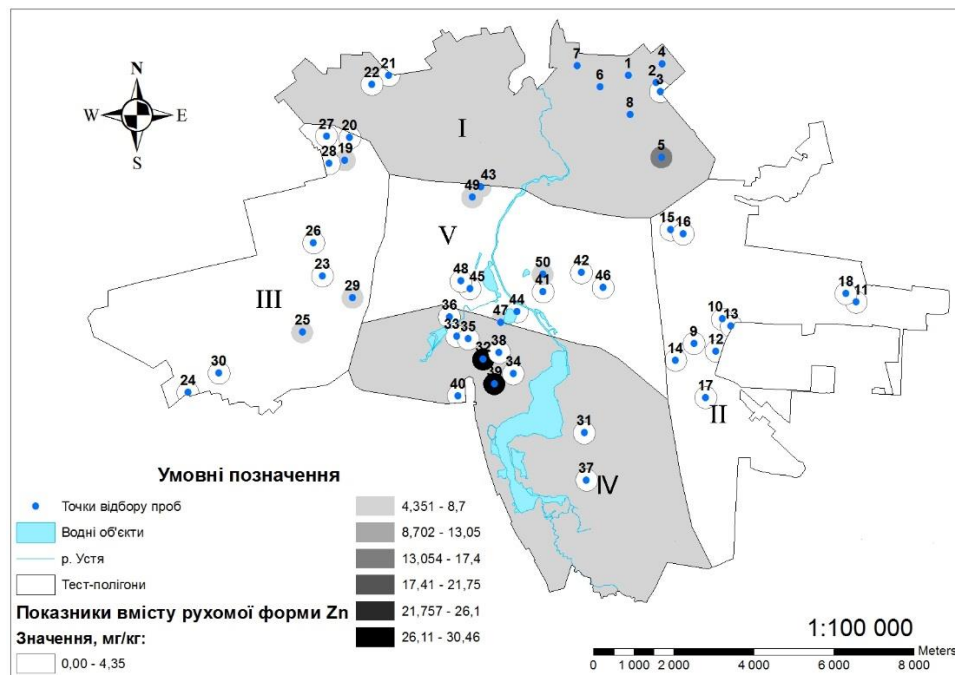 N
W E
S
21
22
7
1
4
6
2
3
8
27
20
I
28
19
5
43
49
15
16
26
V
23
48
45
50
42
41
46
18
11
III
29
36
47
44
10
13
25
33
35
32
38
9
12
30
39
34
14
24
40
17
II
31
37
IV
Умовні позначення
Точки відбору проб
Водні об'єкти
р. Устя
Тест-полігони
Показники вмісту рухомої форми Zn
Значення, мг/кг:
0,00 - 4,35
4,351 - 8,7
8,702 - 13,05
13,054 - 17,4
17,41 - 21,75
21,757 - 26,1
26,11 - 30,46
1:100 000
Meters
0 1 000 2 000 4 000 6 000 8 000